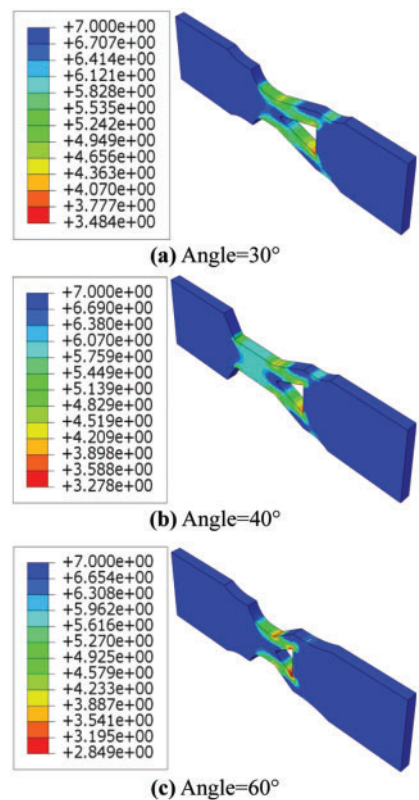 +7.000e+00
+6.707e+00
+6.414e+00
+6.121e+00
+5.828e+00
+5.535e+00
+5.242e+00
+4.949e+00
+4.656e+00
+4.363e+00
+4.070e+00
+3.777e+00
+3.484e+00
(a) Angle=30°
+7.000e+00
+6.690e+00
+6.380e+00
+6.070e+00
+5.759e+00
+5.449e+00
+5.139e+00
+4.829e+00
+4.519e+00
+4.209e+00
+3.898e+00
+3.588e+00
+3.278e+00
(b) Angle=40°
+7.000e+00
+6.654e+00
+6.308e+00
+5.962e+00
+5.616e+00
+5.270e+00
+4.925e+00
+4.579e+00
+4.233e+00
+3.887e+00
+3.541e+00
+3.195e+00
+2.849e+00
(c) Angle=60°